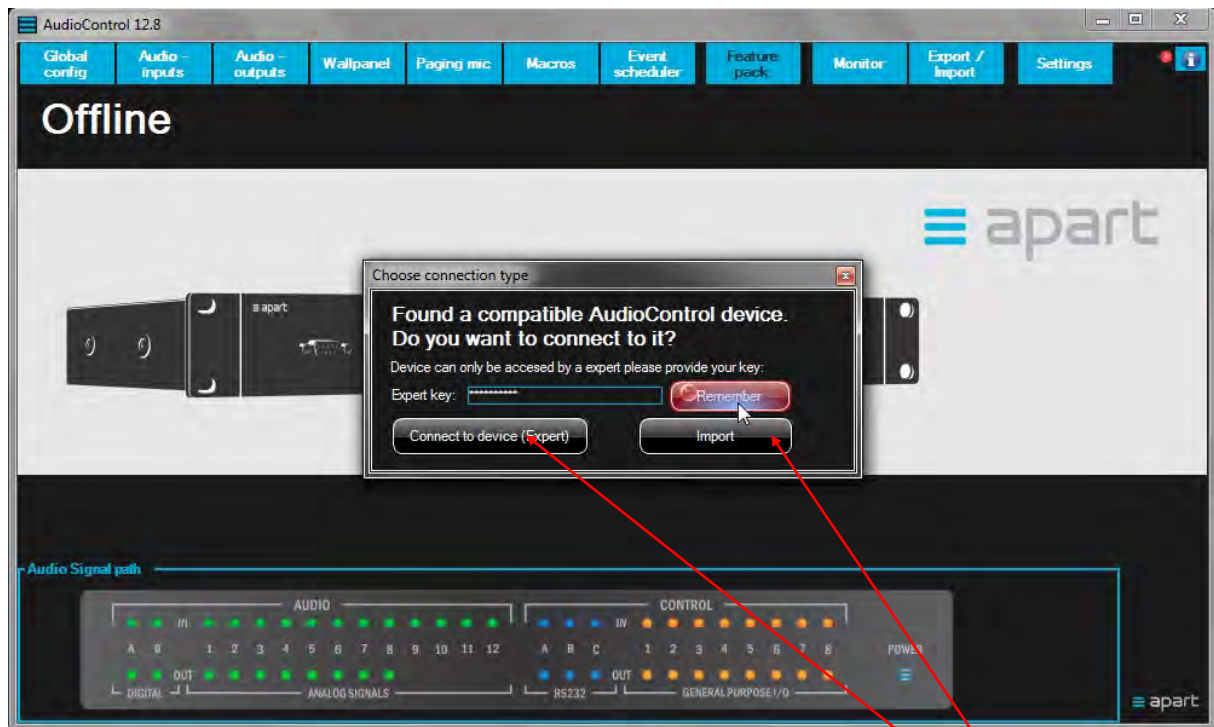 AudioControl 12.8
Global config
Audio - inputs
Audio - outputs
Wallpanel
Paging mic
Macros
Event scheduler
Feature pack
Monitor
Export / Import
Settings
i
Offline
apart
apart
Choose connection type
Found a compatible AudioControl device.
Do you want to connect to it?
Device can only be accesed by a expert please provide your key:
Expert key: **********
Remember
Connect to device (Expert)
Import
Audio Signal path
AUDIO
CONTROL
IN
IN
A B 1 2 3 4 5 6 7 8 9 10 11 12 A B C 1 2 3 4 5 6 7 8 POWER
OUT
OUT
DIGITAL
ANALOG SIGNALS
RS232
GENERAL PURPOSE I/O
apart